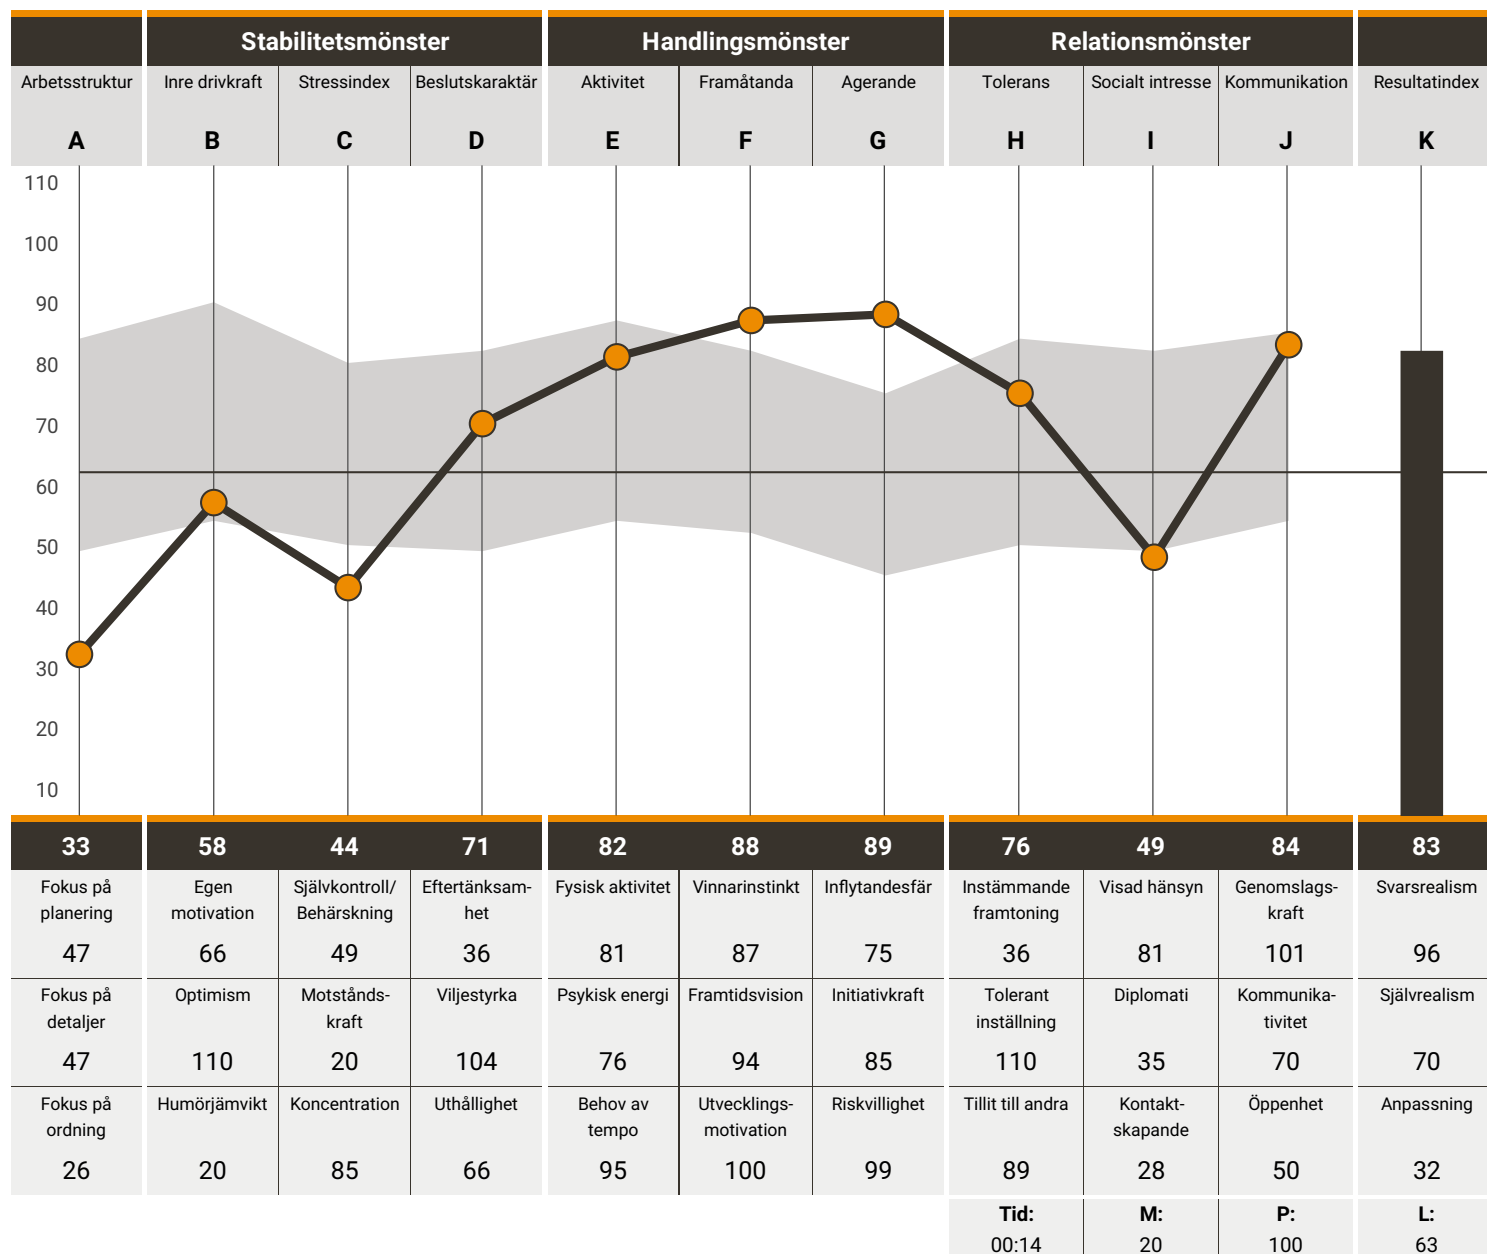 Stabilitetsmönster Handlingsmönster Relationsmönster
Arbetsstruktur Inre drivkraft Stressindex Beslutskaraktär Aktivitet Framåtanda Agerande Tolerans Socialt intresse Kommunikation Resultatindex
A B C D E F G H I J K
110
100
90
80
70
60
50
40
30
20
10
33 58 44 71 82 88 89 76 49 84 83
Fokus på Egen Självkontroll/ Eftertänksam- Fysisk aktivitet Vinnarinstinkt Inflytandesfär Instämmande Visad hänsyn Genomslags- Svarsrealism
planering motivation Behärskning het framtoning kraft
47 66 49 36 81 87 75 36 81 101 96
Fokus på Optimism Motstånds- Viljestyrka Psykisk energi Framtidsvision Initiativkraft Tolerant Diplomati Kommunika- Självrealism
detaljer kraft inställning tivitet
47 110 20 104 76 94 85 110 35 70 70
Fokus på Humörjämvikt Koncentration Uthållighet Behov av Utvecklings- Riskvillighet Tillit till andra Kontakt- Öppenhet Anpassning
ordning tempo motivation skapande
26 20 85 66 95 100 99 89 28 50 32
Tid: M: P: L:
00:14 20 100 63